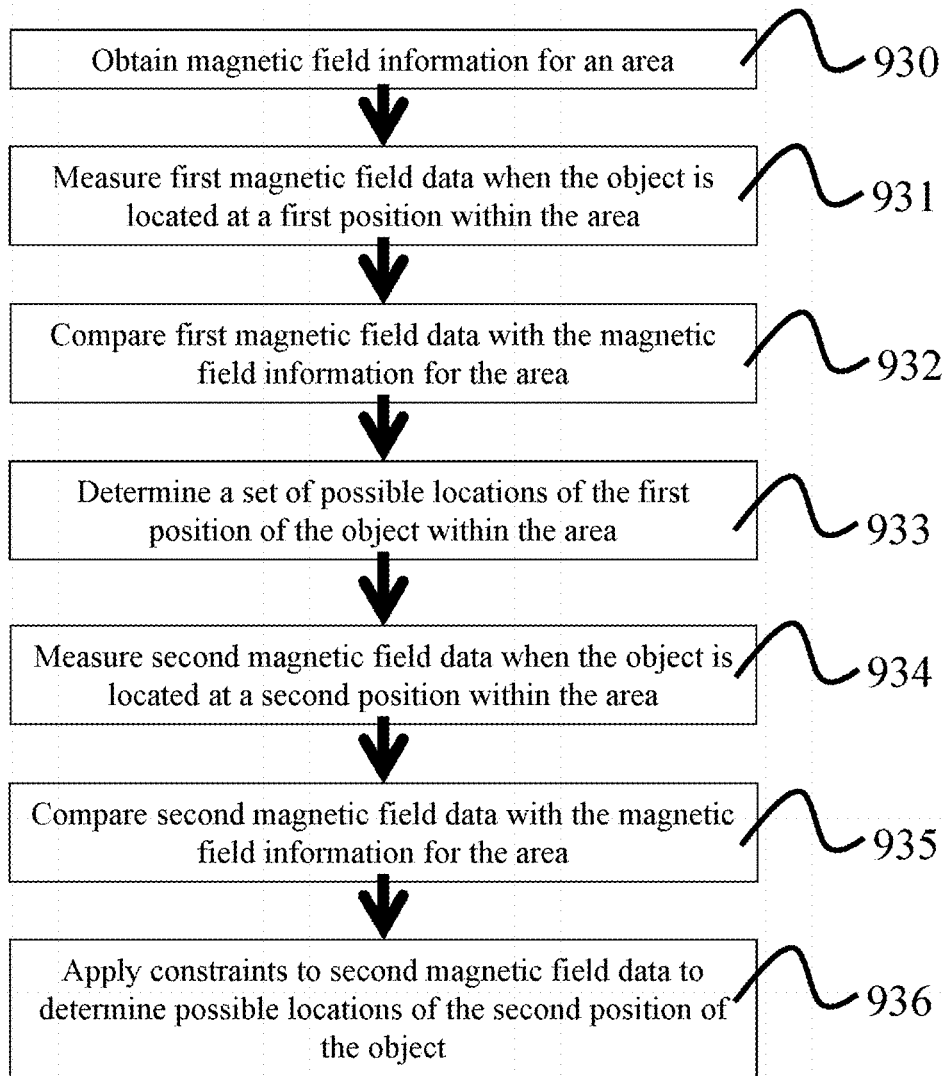 Obtain magnetic field information for an area
930
Measure first magnetic field data when the object is
located at a first position within the area
931
Compare first magnetic field data with the magnetic
field information for the area
932
Determine a set of possible locations of the first
position of the object within the area
933
Measure second magnetic field data when the object is
located at a second position within the area
934
Compare second magnetic field data with the magnetic
field information for the area
935
Apply constraints to second magnetic field data to
determine possible locations of the second position of
the object
936